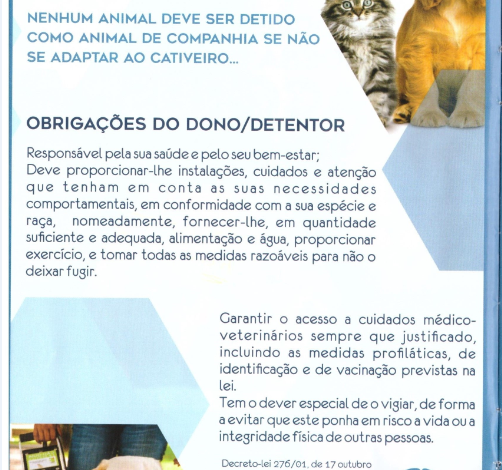 NENHUM ANIMAL DEVE SER DETIDO
COMO ANIMAL DE COMPANHIA SE NÃO
SE ADAPTAR AO CATIVEIRO...
OBRIGAÇÕES DO DONO/DETENTOR
Responsável pela sua saúde e pelo seu bem-estar;
Deve proporcionar-lhe instalações, cuidados e atenção
que tenham em conta as suas necessidades
comportamentais, em conformidade com a sua espécie e
raça, nomeadamente, fornecer-lhe, em quantidade
suficiente e adequada, alimentação e água, proporcionar
exercício, e tomar todas as medidas razoáveis para não o
deixar fugir.
Garantir o acesso a cuidados médico-
veterinários sempre que justificado,
incluindo as medidas profiláticas, de
identificação e de vacinação previstas na
lei.
Tem o dever especial de o vigiar, de forma
a evitar que este ponha em risco a vida ou a
integridade física de outras pessoas.
Decreto-lei 276/01, de 17 outubro